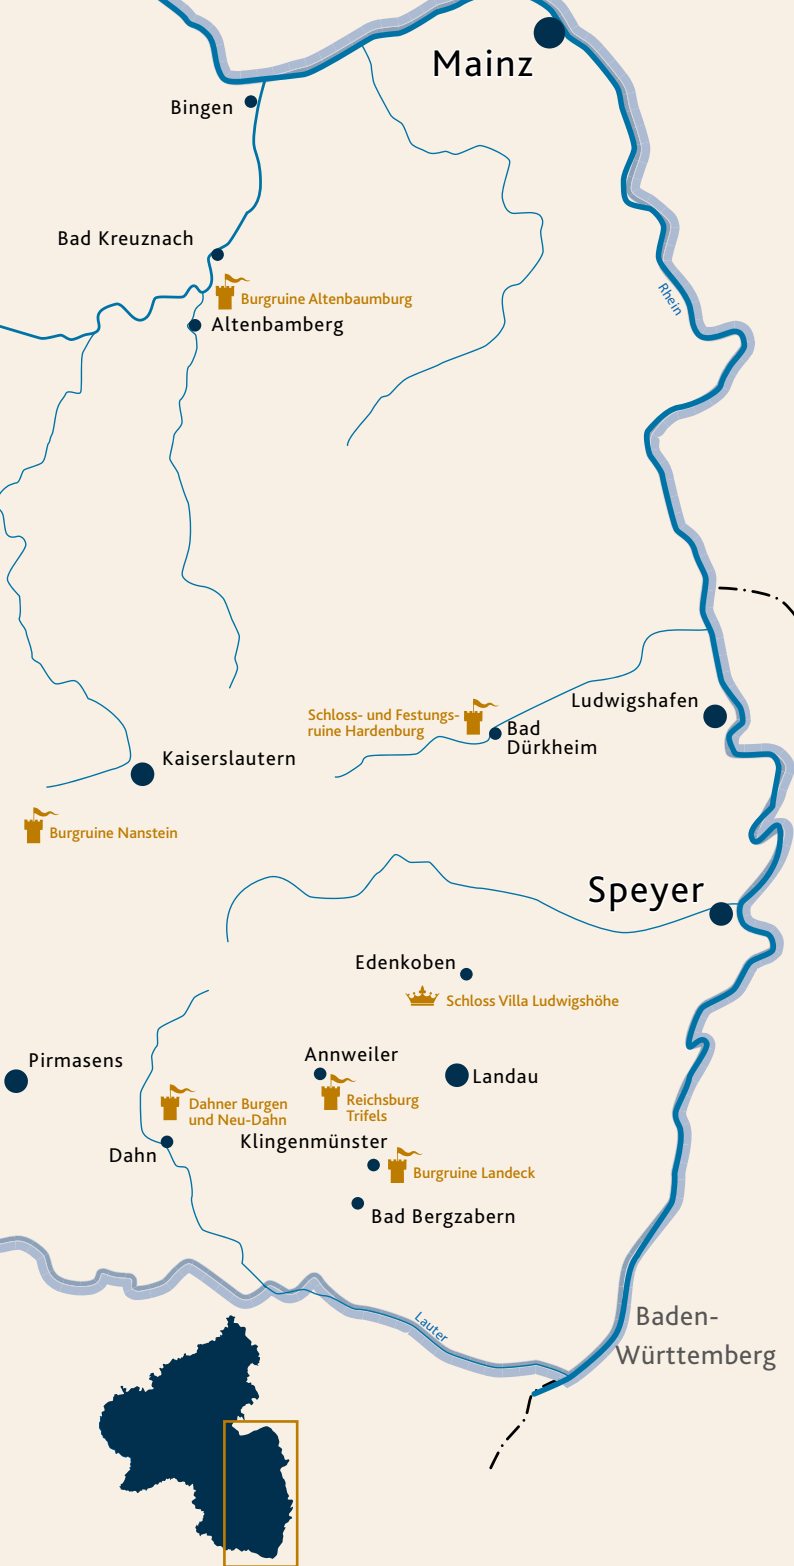 Mainz
Bingen
Bad Kreuznach
Rhein
Burgruine Altenbaumburg
Altenbamberg
Ludwigshafen
Schloss- und Festungs-
ruine Hardenburg
Bad
Dürkheim
Kaiserslautern
Burgruine Nanstein
Speyer
Edenkoben
Schloss Villa Ludwigshöhe
Annweiler
Pirmasens
Landau
Reichsburg
Trifels
Dahner Burgen
und Neu-Dahn
Klingenmünster
Dahn
Burgruine Landeck
Bad Bergzabern
Lauter
Baden-
Württemberg